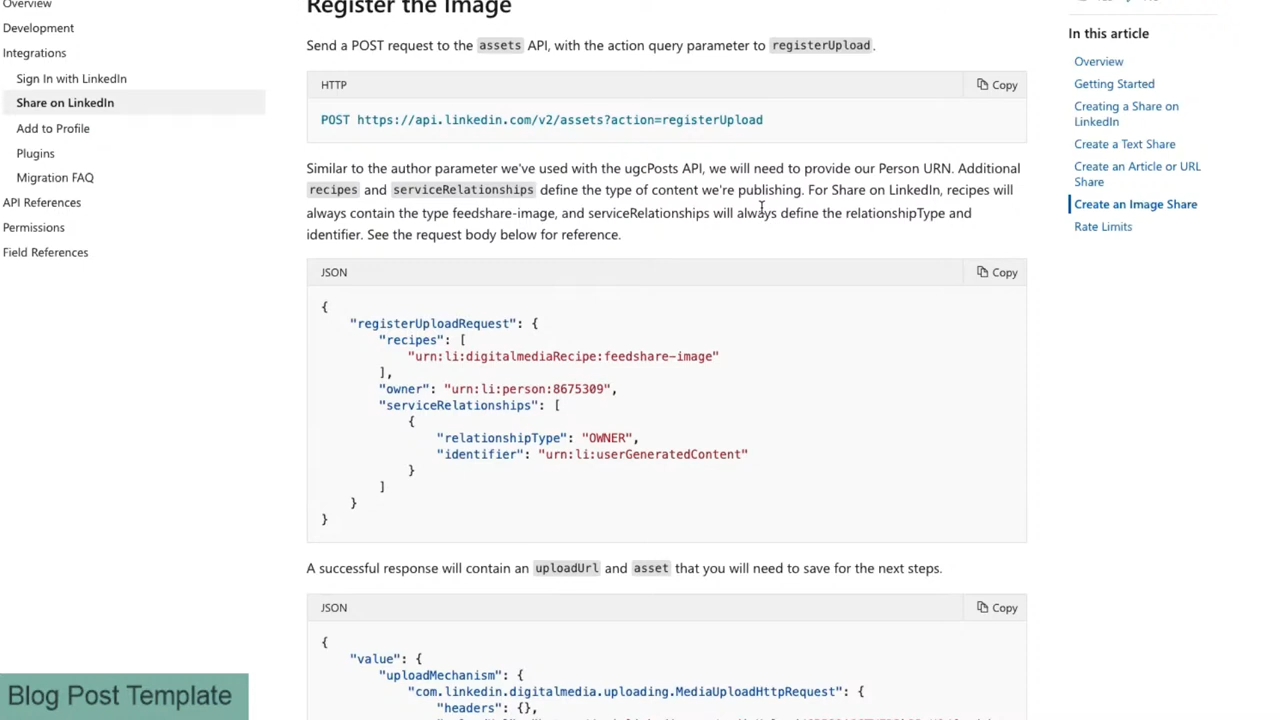 Overview
Development
Integrations
Sign In with LinkedIn
Share on LinkedIn
Add to Profile
Plugins
Migration FAQ
API References
Permissions
Field References
Register the Image
Send a POST request to the assets API, with the action query parameter to registerUpload.
HTTP
Copy
POST https://api.linkedin.com/v2/assets?action=registerUpload
Similar to the author parameter we've used with the ugcPosts API, we will need to provide our Person URN. Additional
recipes and serviceRelationships define the type of content we're publishing. For Share on LinkedIn, recipes will
always contain the type feedshare-image, and serviceRelationships will always define the relationshipType and
identifier. See the request body below for reference.
JSON
Copy
{
"registerUploadRequest": {
"recipes": [
"urn:li:digitalmediaRecipe:feedshare-image"
],
"owner": "urn:li:person:8675309",
"serviceRelationships": [
{
"relationshipType": "OWNER",
"identifier": "urn:li:userGeneratedContent"
}
]
}
}
A successful response will contain an uploadUrl and asset that you will need to save for the next steps.
JSON
Copy
{
"value": {
"uploadMechanism": {
"com.linkedin.digitalmedia.uploading.MediaUploadHttpRequest": {
"headers": {},
In this article
Overview
Getting Started
Creating a Share on
LinkedIn
Create a Text Share
Create an Article or URL
Share
Create an Image Share
Rate Limits
Blog Post Template